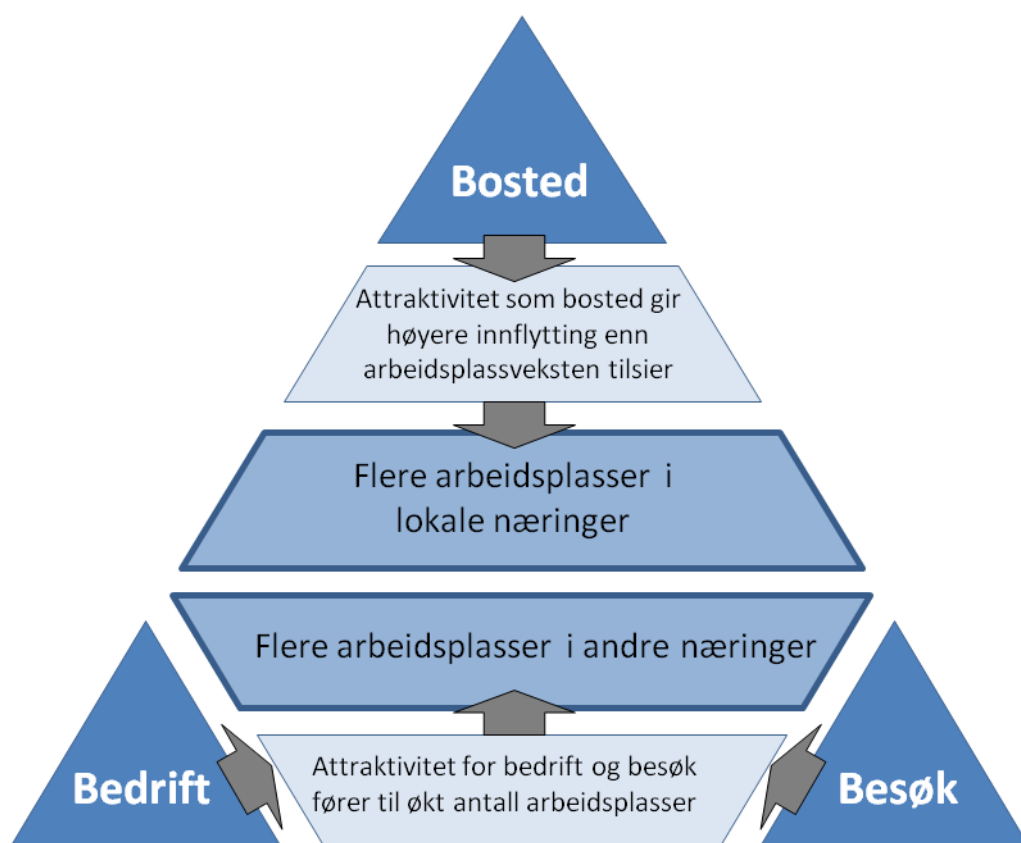 Bosted
Attraktivitet som bosted gir
høyere innflytting enn
arbeidsplassveksten tilsier
Flere arbeidsplasser i
lokale næringer
Flere arbeidsplasser i andre næringer
Bedrift
Attraktivitet for bedrift og besøk
fører til økt antall arbeidsplasser
Besøk